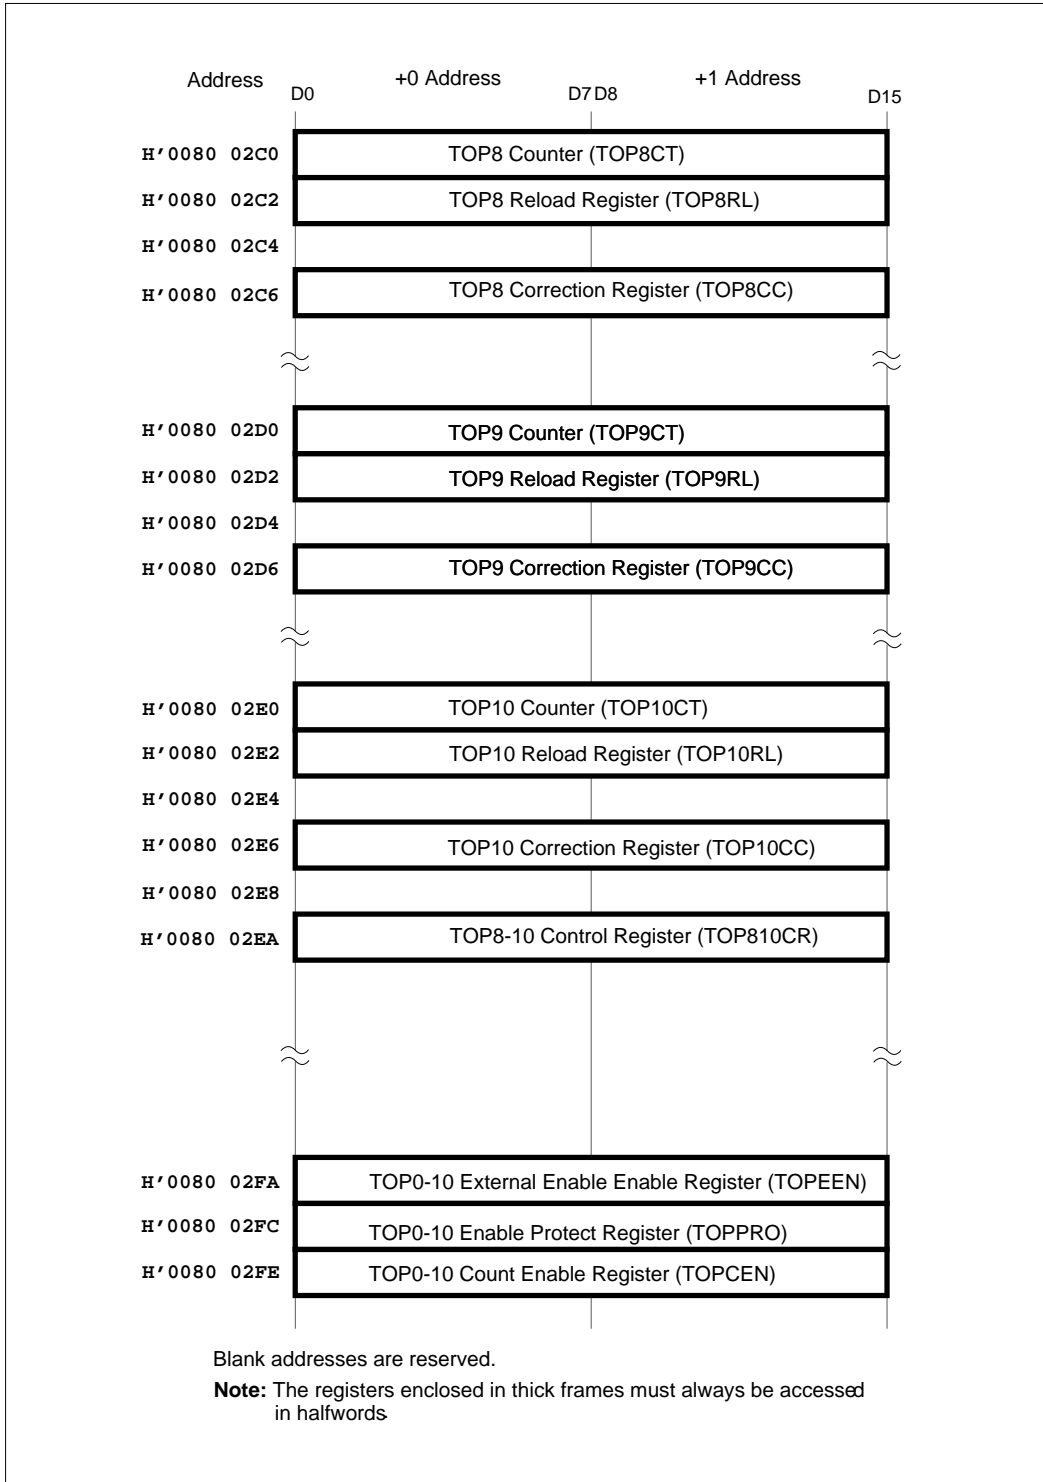 Address +0 Address +1 Address
D0 D7 D8 D15
H'0080 02C0 TOP8 Counter (TOP8CT)
H'0080 02C2 TOP8 Reload Register (TOP8RL)
H'0080 02C4
H'0080 02C6 TOP8 Correction Register (TOP8CC)
H'0080 02D0 TOP9 Counter (TOP9CT)
H'0080 02D2 TOP9 Reload Register (TOP9RL)
H'0080 02D4
H'0080 02D6 TOP9 Correction Register (TOP9CC)
H'0080 02E0 TOP10 Counter (TOP10CT)
H'0080 02E2 TOP10 Reload Register (TOP10RL)
H'0080 02E4
H'0080 02E6 TOP10 Correction Register (TOP10CC)
H'0080 02E8
H'0080 02EA TOP8-10 Control Register (TOP810CR)
H'0080 02FA TOP0-10 External Enable Enable Register (TOPEEN)
H'0080 02FC TOP0-10 Enable Protect Register (TOPPRO)
H'0080 02FE TOP0-10 Count Enable Register (TOPCEN)
Blank addresses are reserved.
Note: The registers enclosed in thick frames must always be accessed
in halfwords.